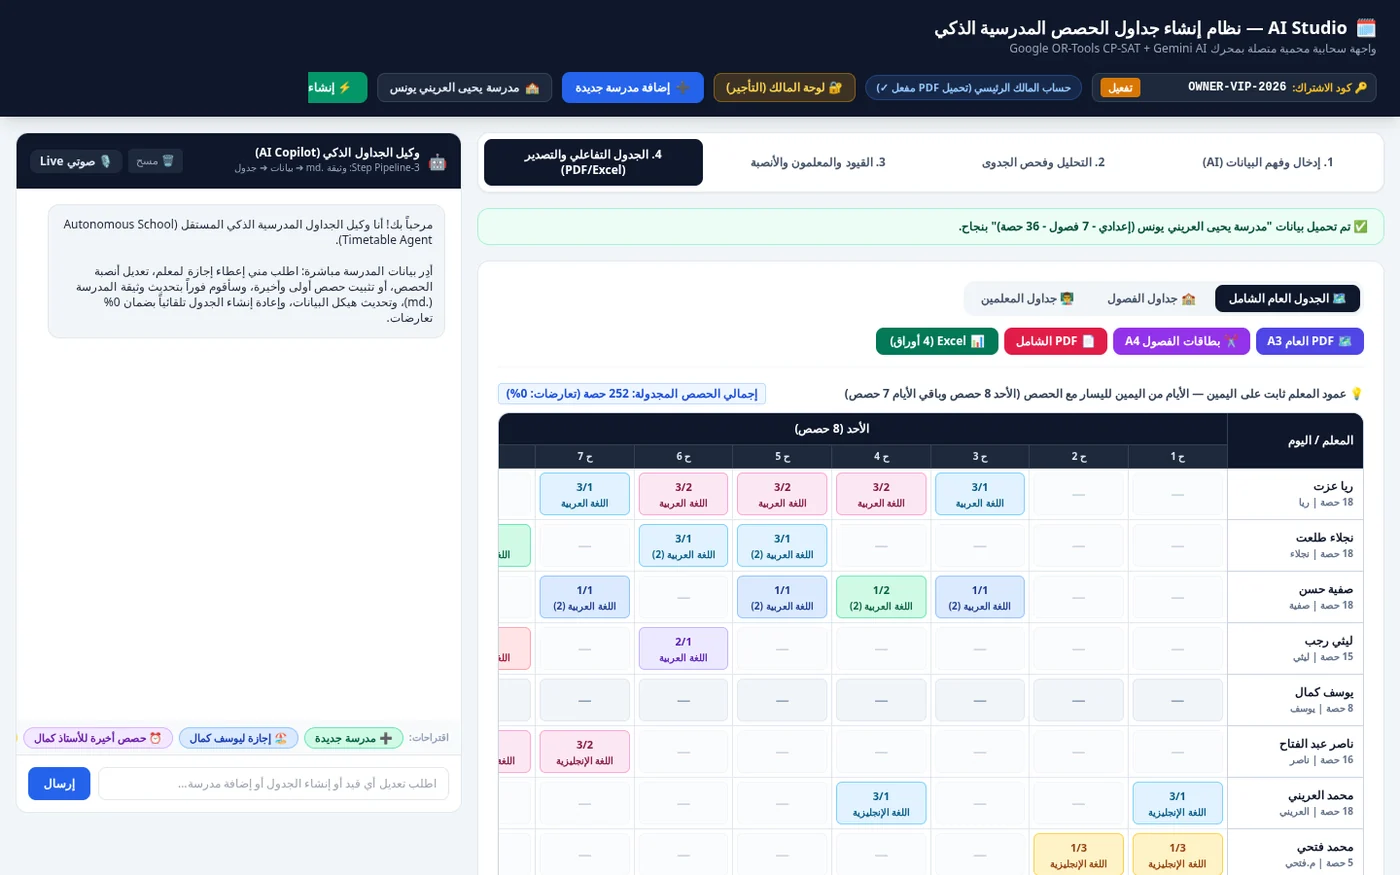 🗓️ AI Studio — نظام إنشاء جداول الحصص المدرسية الذكي
واجهة سحابية محمية متصلة بمحرك Google OR-Tools CP-SAT + Gemini AI
🔑 كود الاشتراك: OWNER-VIP-2026 تفعيل
حساب المالك الرئيسي (تحميل PDF مفعل ✓)
🔐 لوحة المالك (التأجير)
➕ إضافة مدرسة جديدة
🏫 مدرسة يحيى العريني يونس
⚡ إنشاء
1. إدخال وفهم البيانات (AI)
2. التحليل وفحص الجدوى
3. القيود والمعلمون والأنصبة
4. الجدول التفاعلي والتصدير
(PDF/Excel)
✅ تم تحميل بيانات "مدرسة يحيى العريني يونس (إعدادي - 7 فصول - 36 حصة)" بنجاح.
🗺️ الجدول العام الشامل
🏫 جداول الفصول
👨‍🏫 جداول المعلمين
🗺️ PDF العام A3
✂️ بطاقات الفصول A4
📄 PDF الشامل
📊 Excel (4 أوراق)
💡 عمود المعلم ثابت على اليمين — الأيام من اليمين لليسار مع الحصص (الأحد 8 حصص وباقي الأيام 7 حصص)
إجمالي الحصص المجدولة: 252 حصة (تعارضات: 0%)
المعلم / اليوم
الأحد (8 حصص)
ح 1 ح 2 ح 3 ح 4 ح 5 ح 6 ح 7
ريا عزت
18 حصة | ريا
— — 3/1 3/2 3/2 3/2 3/1
اللغة العربية اللغة العربية اللغة العربية اللغة العربية اللغة العربية
نجلاء طلعت
18 حصة | نجلاء
— — — — 3/1 3/1 —
اللغة العربية (2) اللغة العربية (2)
صفية حسن
18 حصة | صفية
— — 1/1 1/2 1/1 — 1/1
اللغة العربية (2) اللغة العربية (2) اللغة العربية (2) اللغة العربية (2)
ليثي رجب
15 حصة | ليثي
— — — — — 2/1 —
اللغة العربية
يوسف كمال
8 حصة | يوسف
— — — — — — —
ناصر عبد الفتاح
16 حصة | ناصر
— — — — — — 3/2
اللغة الإنجليزية
محمد العريني
18 حصة | العريني
3/1 — — 3/1 — — —
اللغة الإنجليزية اللغة الإنجليزية
محمد فتحي
5 حصة | م.فتحي
1/3 1/3 — — — — —
اللغة الإنجليزية اللغة الإنجليزية
🤖 وكيل الجداول الذكي (AI Copilot)
3-Step Pipeline: وثيقة .md ➔ بيانات ➔ جدول
🗑️ مسح
🎙️ صوتي Live
مرحباً بك! أنا وكيل الجداول المدرسية الذكي المستقل (Autonomous School
Timetable Agent).
أدِر بيانات المدرسة مباشرة: اطلب مني إعطاء إجازة لمعلم، تعديل أنصبة
الحصص، أو تثبيت حصص أولى وأخيرة، وسأقوم فوراً بتحديث وثيقة المدرسة
(.md)، وتحديث هيكل البيانات، وإعادة إنشاء الجدول تلقائياً بضمان 0%
تعارضات.
اقتراحات:
➕ مدرسة جديدة
🏖️ إجازة ليوسف كمال
⏰ حصص أخيرة للأستاذ كمال
اطلب تعديل أي قيد أو إنشاء الجدول أو إضافة مدرسة...
إرسال